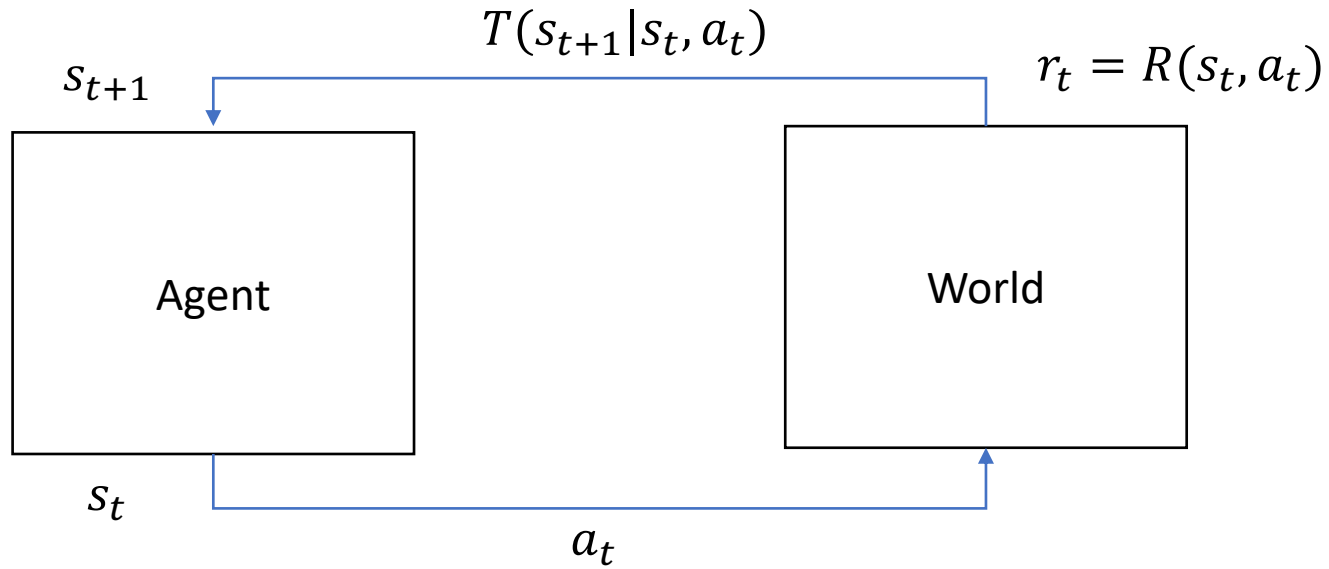 T(s_{t+1}|s_t, a_t)
s_{t+1}
r_t = R(s_t, a_t)
Agent
World
s_t
a_t